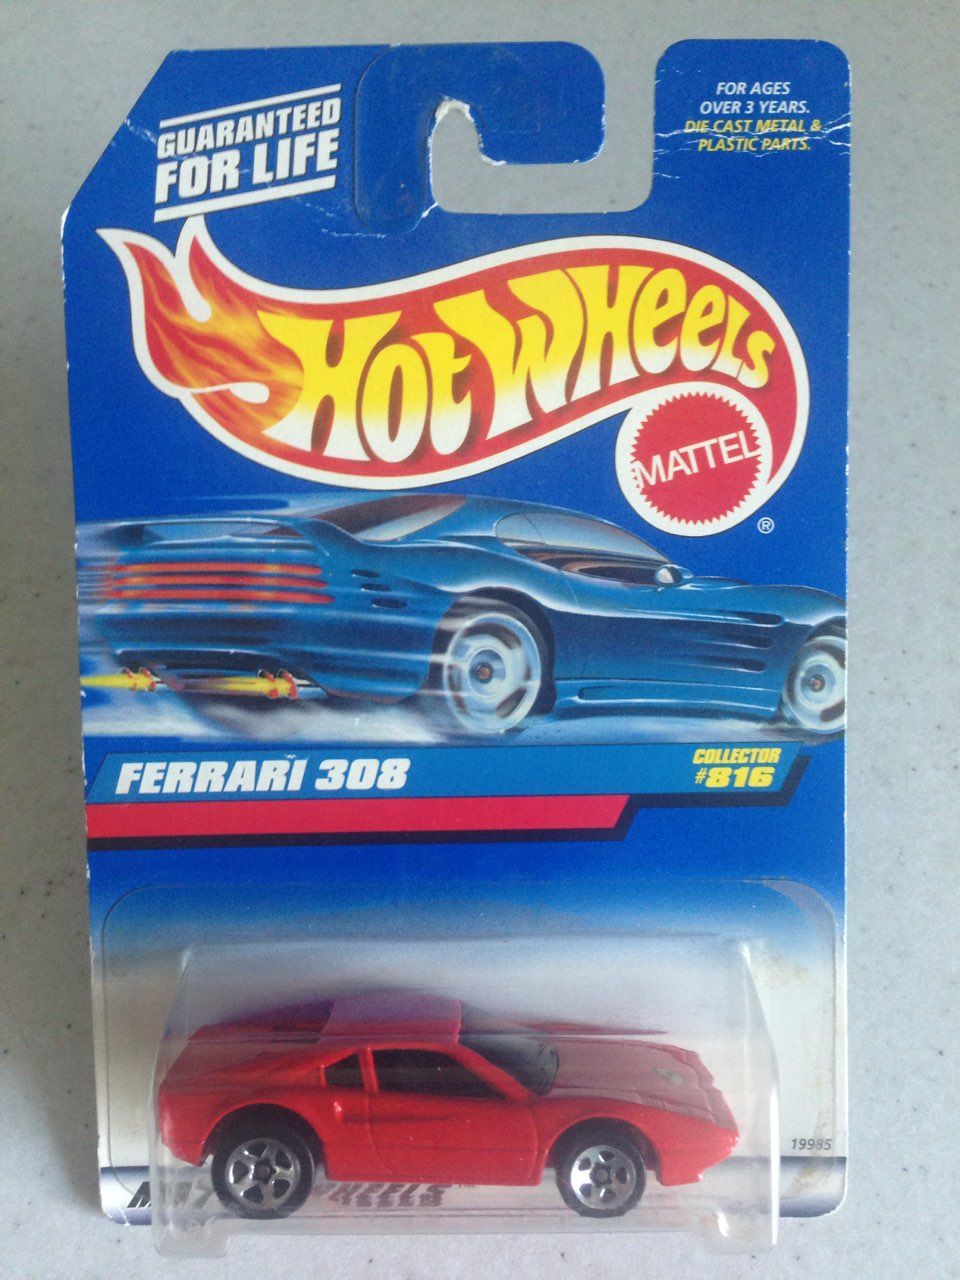 GUARANTEED
FOR LIFE
FOR AGES
OVER 3 YEARS.
DIE CAST METAL &
PLASTIC PARTS.
HOT WHEELS
MATTEL
®
FERRARI 308
COLLECTOR
#816
19985
WHEELS™